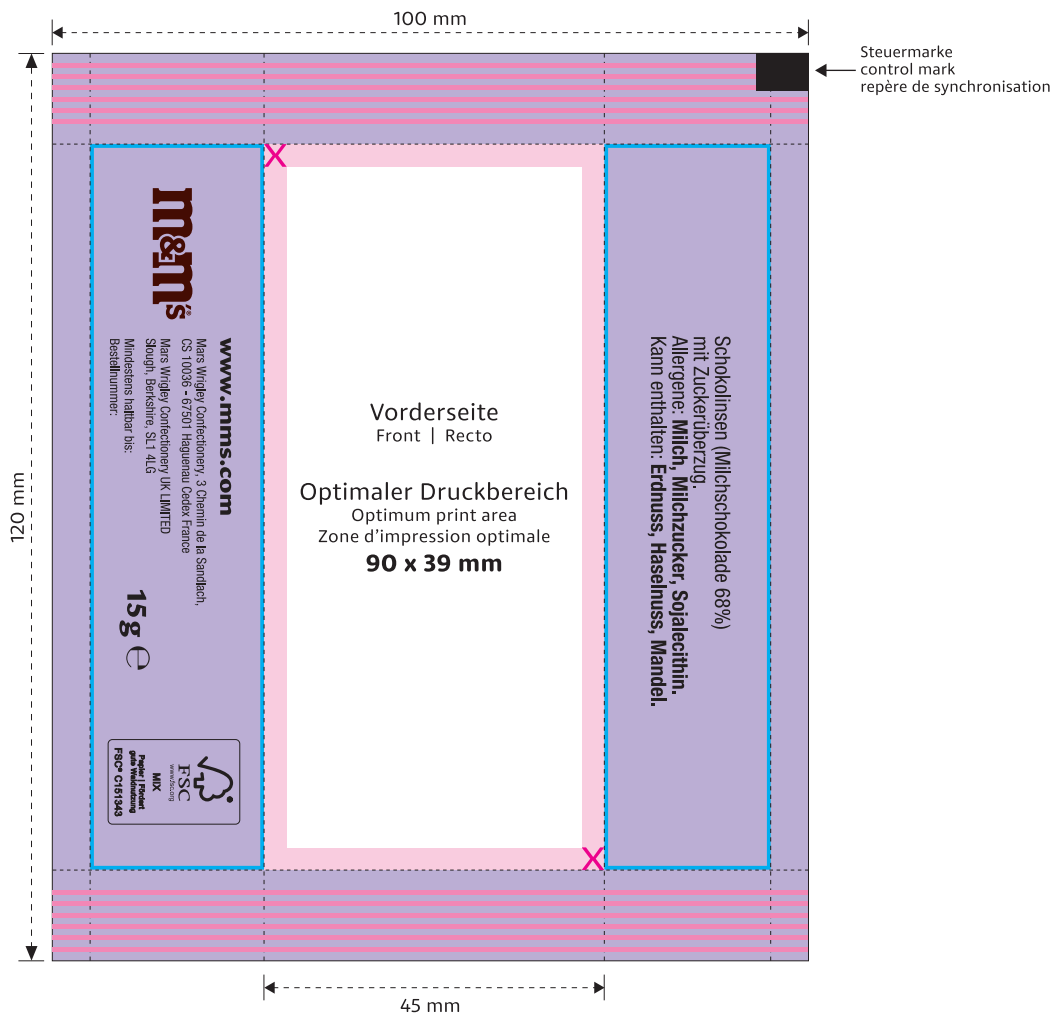 100 mm
Steuermarke
control mark
repère de synchronisation
120 mm
X
m&m's®
www.mms.com
Mars Wrigley Confectionery, 3 Chemin de la Sandlach,
CS 10036 - 67501 Haguenau Cedex France
Mars Wrigley Confectionery UK LIMITED
Slough, Berkshire, SL1 4LG
Mindestens haltbar bis:
Bestellnummer:
15g ℮
FSC
www.fsc.org
MIX
Papier | Fördert
gute Waldnutzung
FSC® C151343
Vorderseite
Front | Recto
Optimaler Druckbereich
Optimum print area
Zone d'impression optimale
90 x 39 mm
X
Schokolinsen (Milchschokolade 68%)
mit Zuckerüberzug.
Allergene: Milch, Milchzucker, Sojalecithin.
Kann enthalten: Erdnuss, Haselnuss, Mandel.
45 mm